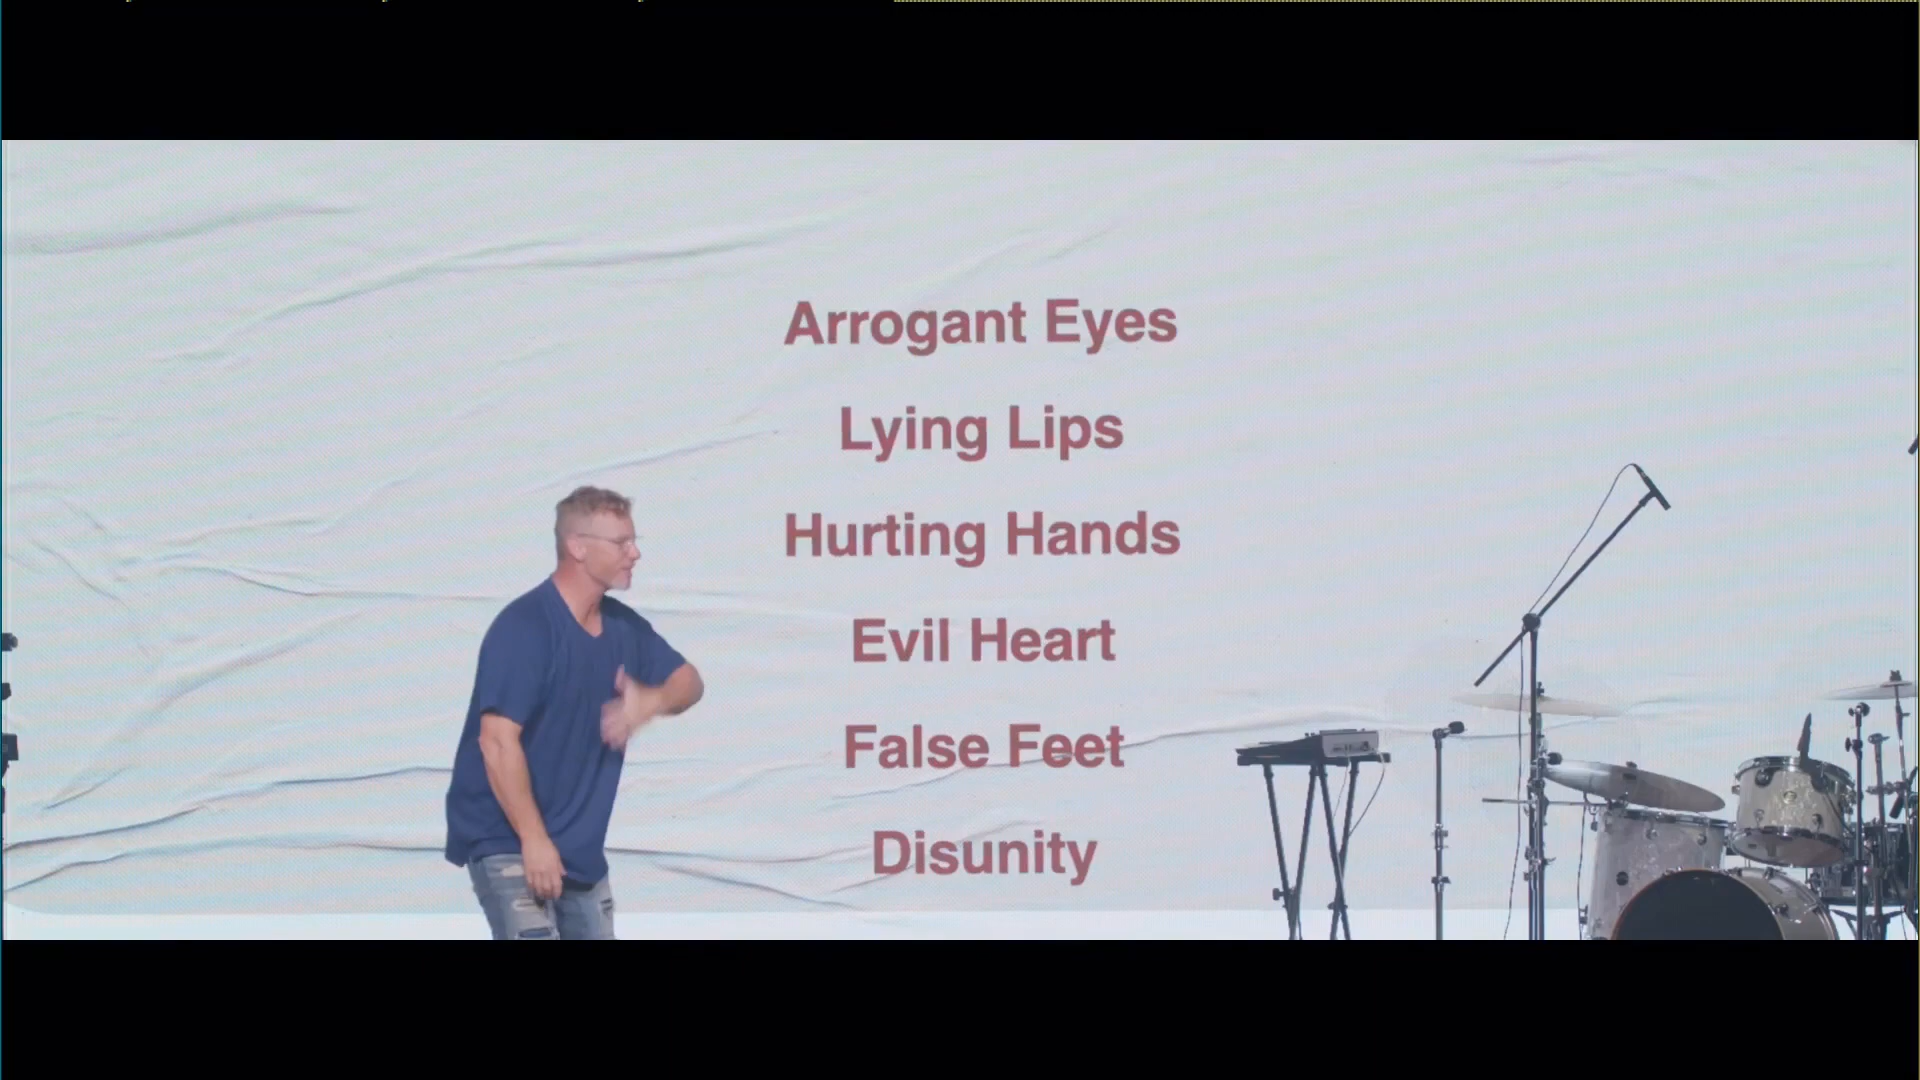 Arrogant Eyes
Lying Lips
Hurting Hands
Evil Heart
False Feet
Disunity